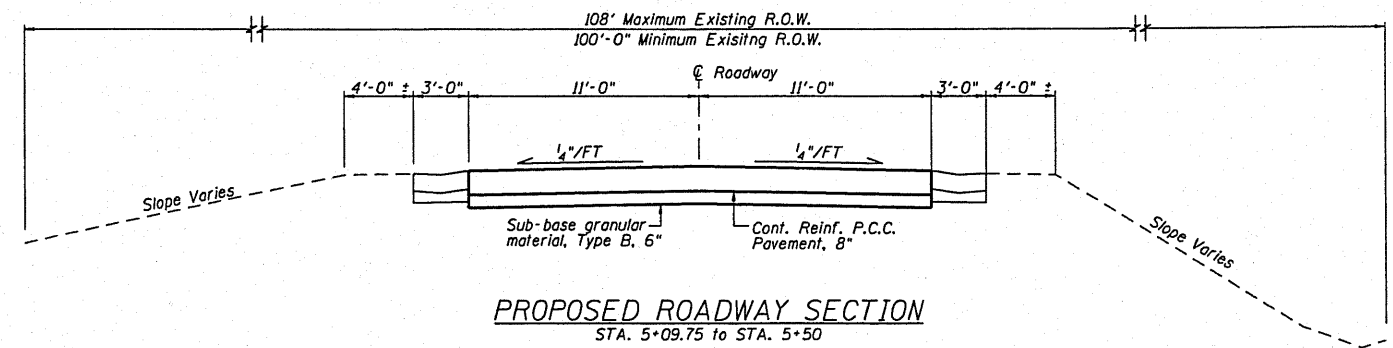 108' Maximum Existing R.O.W.
100'-0" Minimum Exisitng R.O.W.
℄ Roadway
4'-0" ± 3'-0" 11'-0" 11'-0" 3'-0" 4'-0" ±
1/4"/FT 1/4"/FT
Slope Varies
Slope Varies
Sub-base granular
material, Type B, 6"
Cont. Reinf. P.C.C.
Pavement, 8"
PROPOSED ROADWAY SECTION
STA. 5+09.75 to STA. 5+50